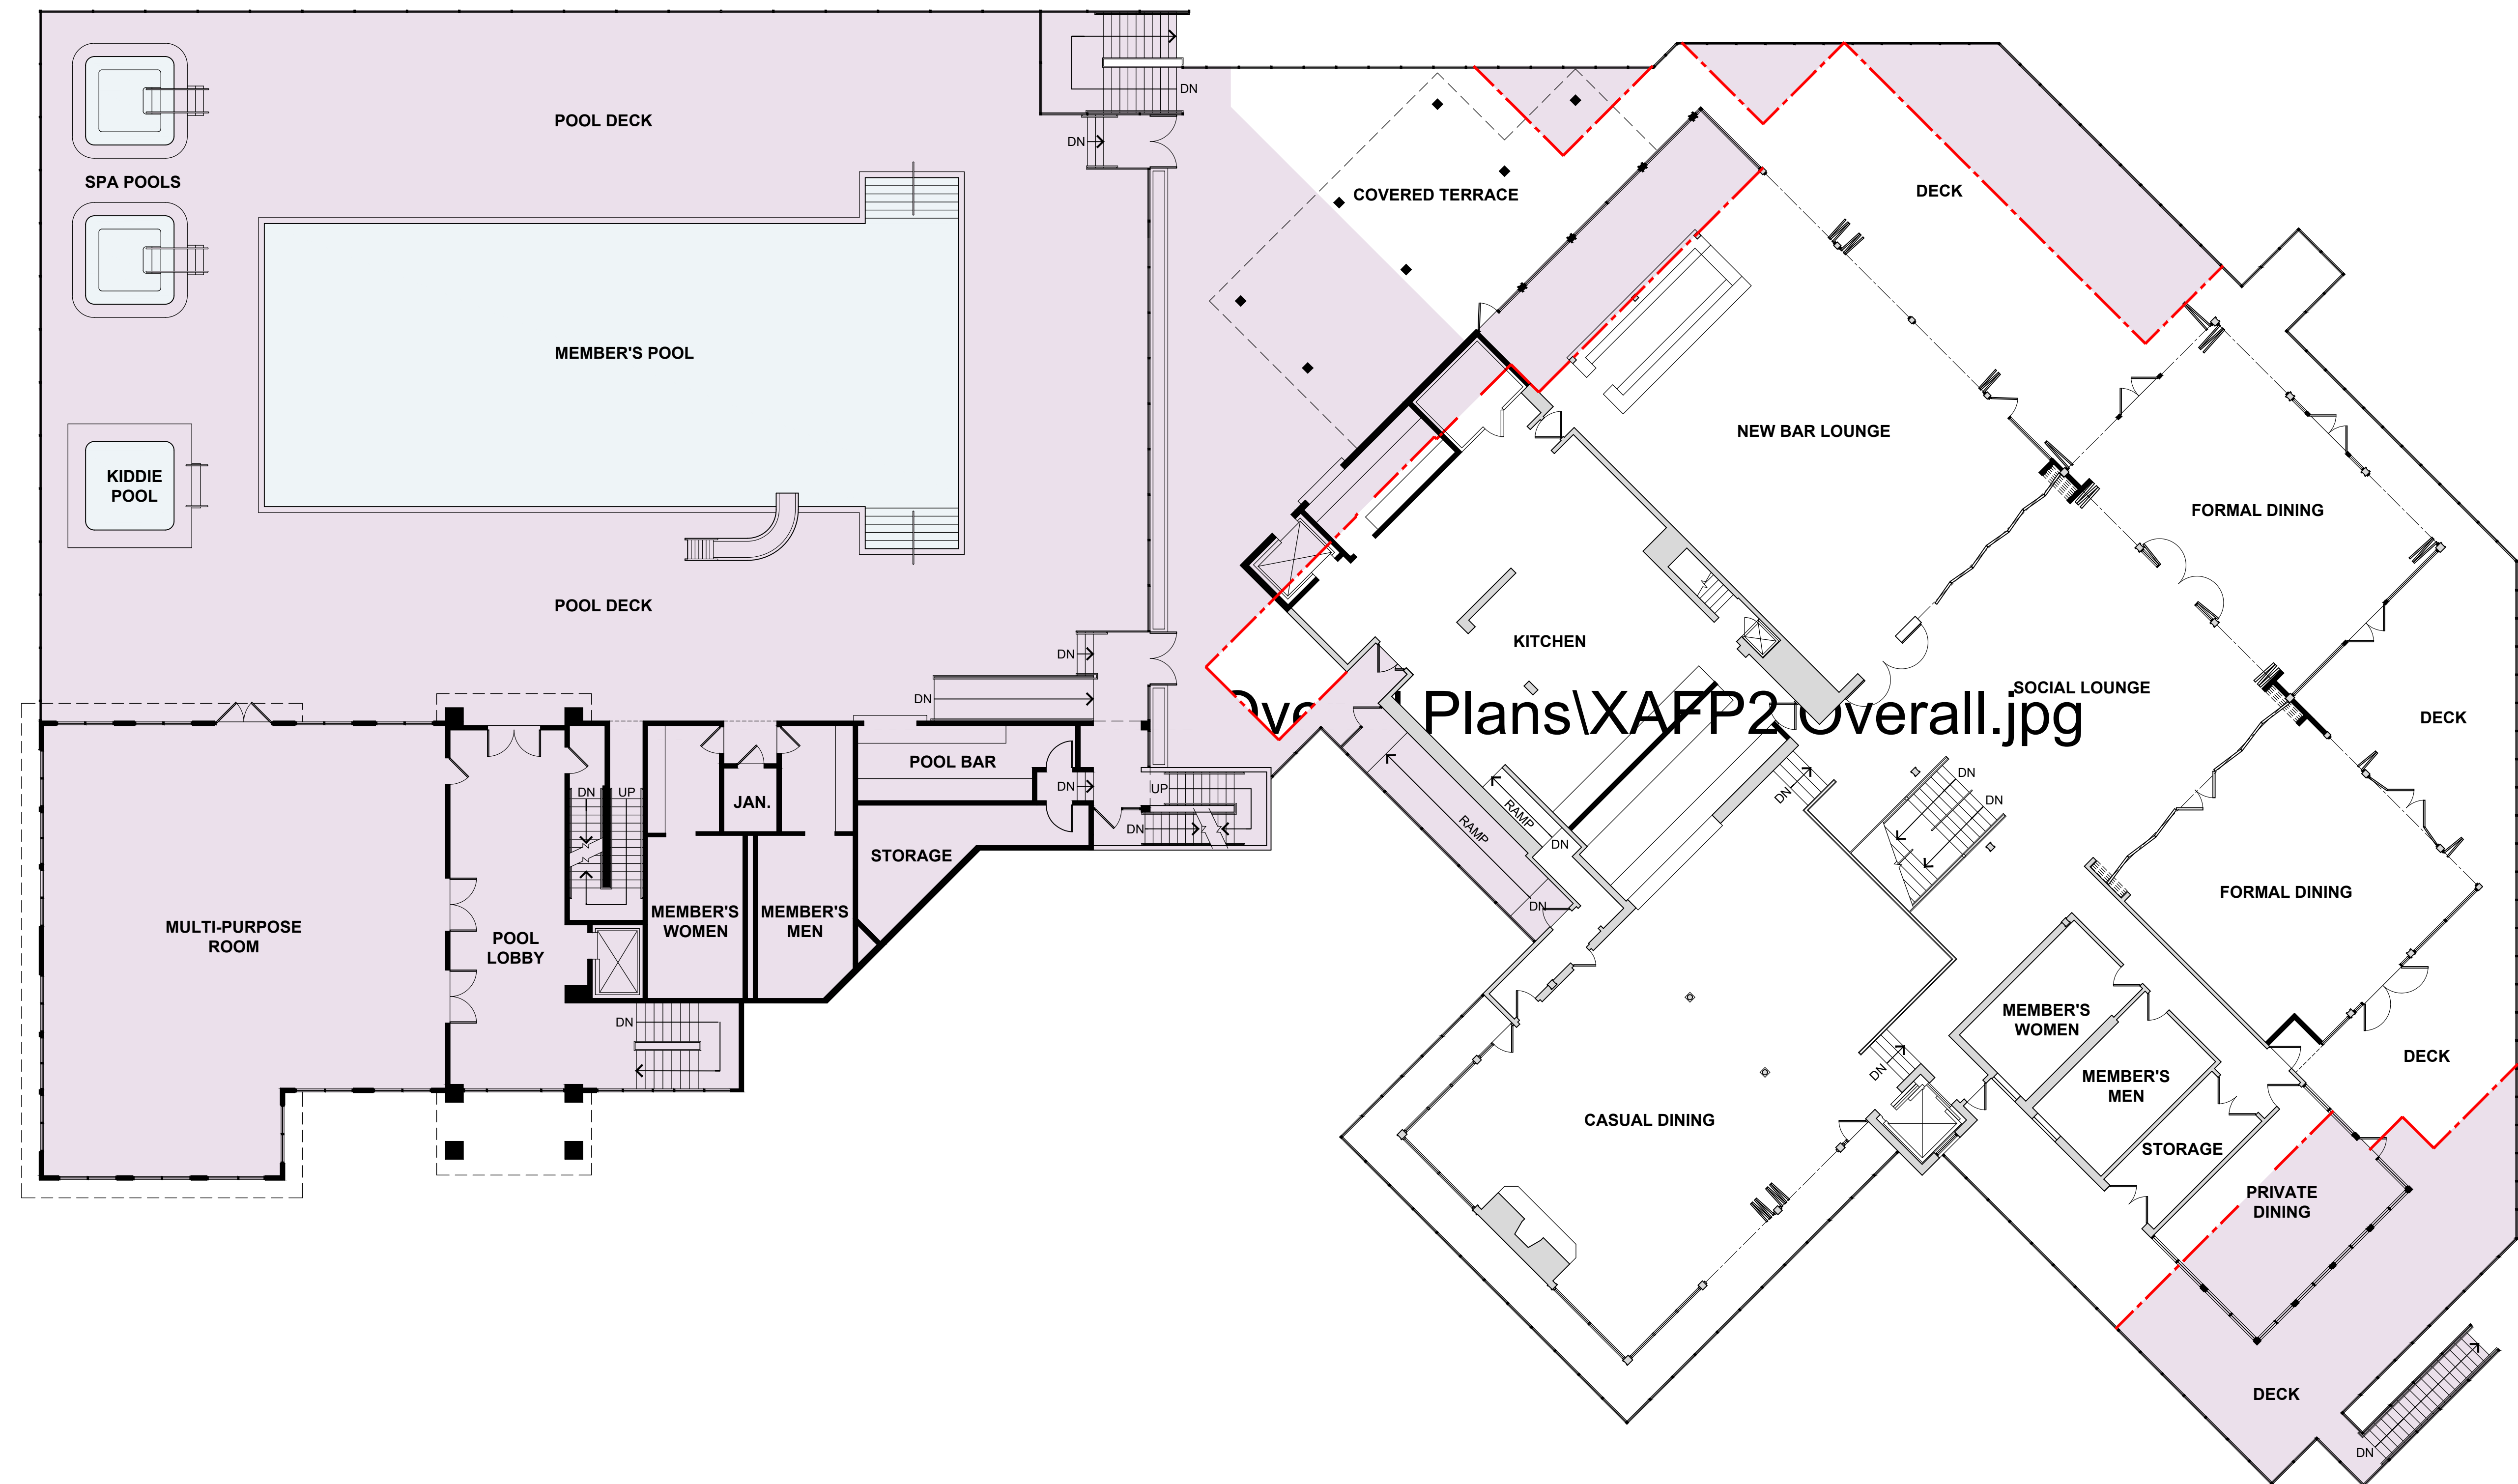 DN
POOL DECK
DN
SPA POOLS
COVERED TERRACE
DECK
MEMBER'S POOL
KIDDIE
POOL
NEW BAR LOUNGE
FORMAL DINING
POOL DECK
KITCHEN
DN
DN
SOCIAL LOUNGE
Plans\XAFP2 Overall.jpg
DECK
POOL BAR
DN
UP
JAN.
DN
UP
DN
DN
DN
DN
RAMP
RAMP
DN
DN
STORAGE
FORMAL DINING
MEMBER'S
WOMEN
MEMBER'S
MEN
MULTI-PURPOSE
ROOM
POOL
LOBBY
DN
MEMBER'S
WOMEN
DECK
DN
MEMBER'S
MEN
CASUAL DINING
STORAGE
PRIVATE
DINING
DECK
DN